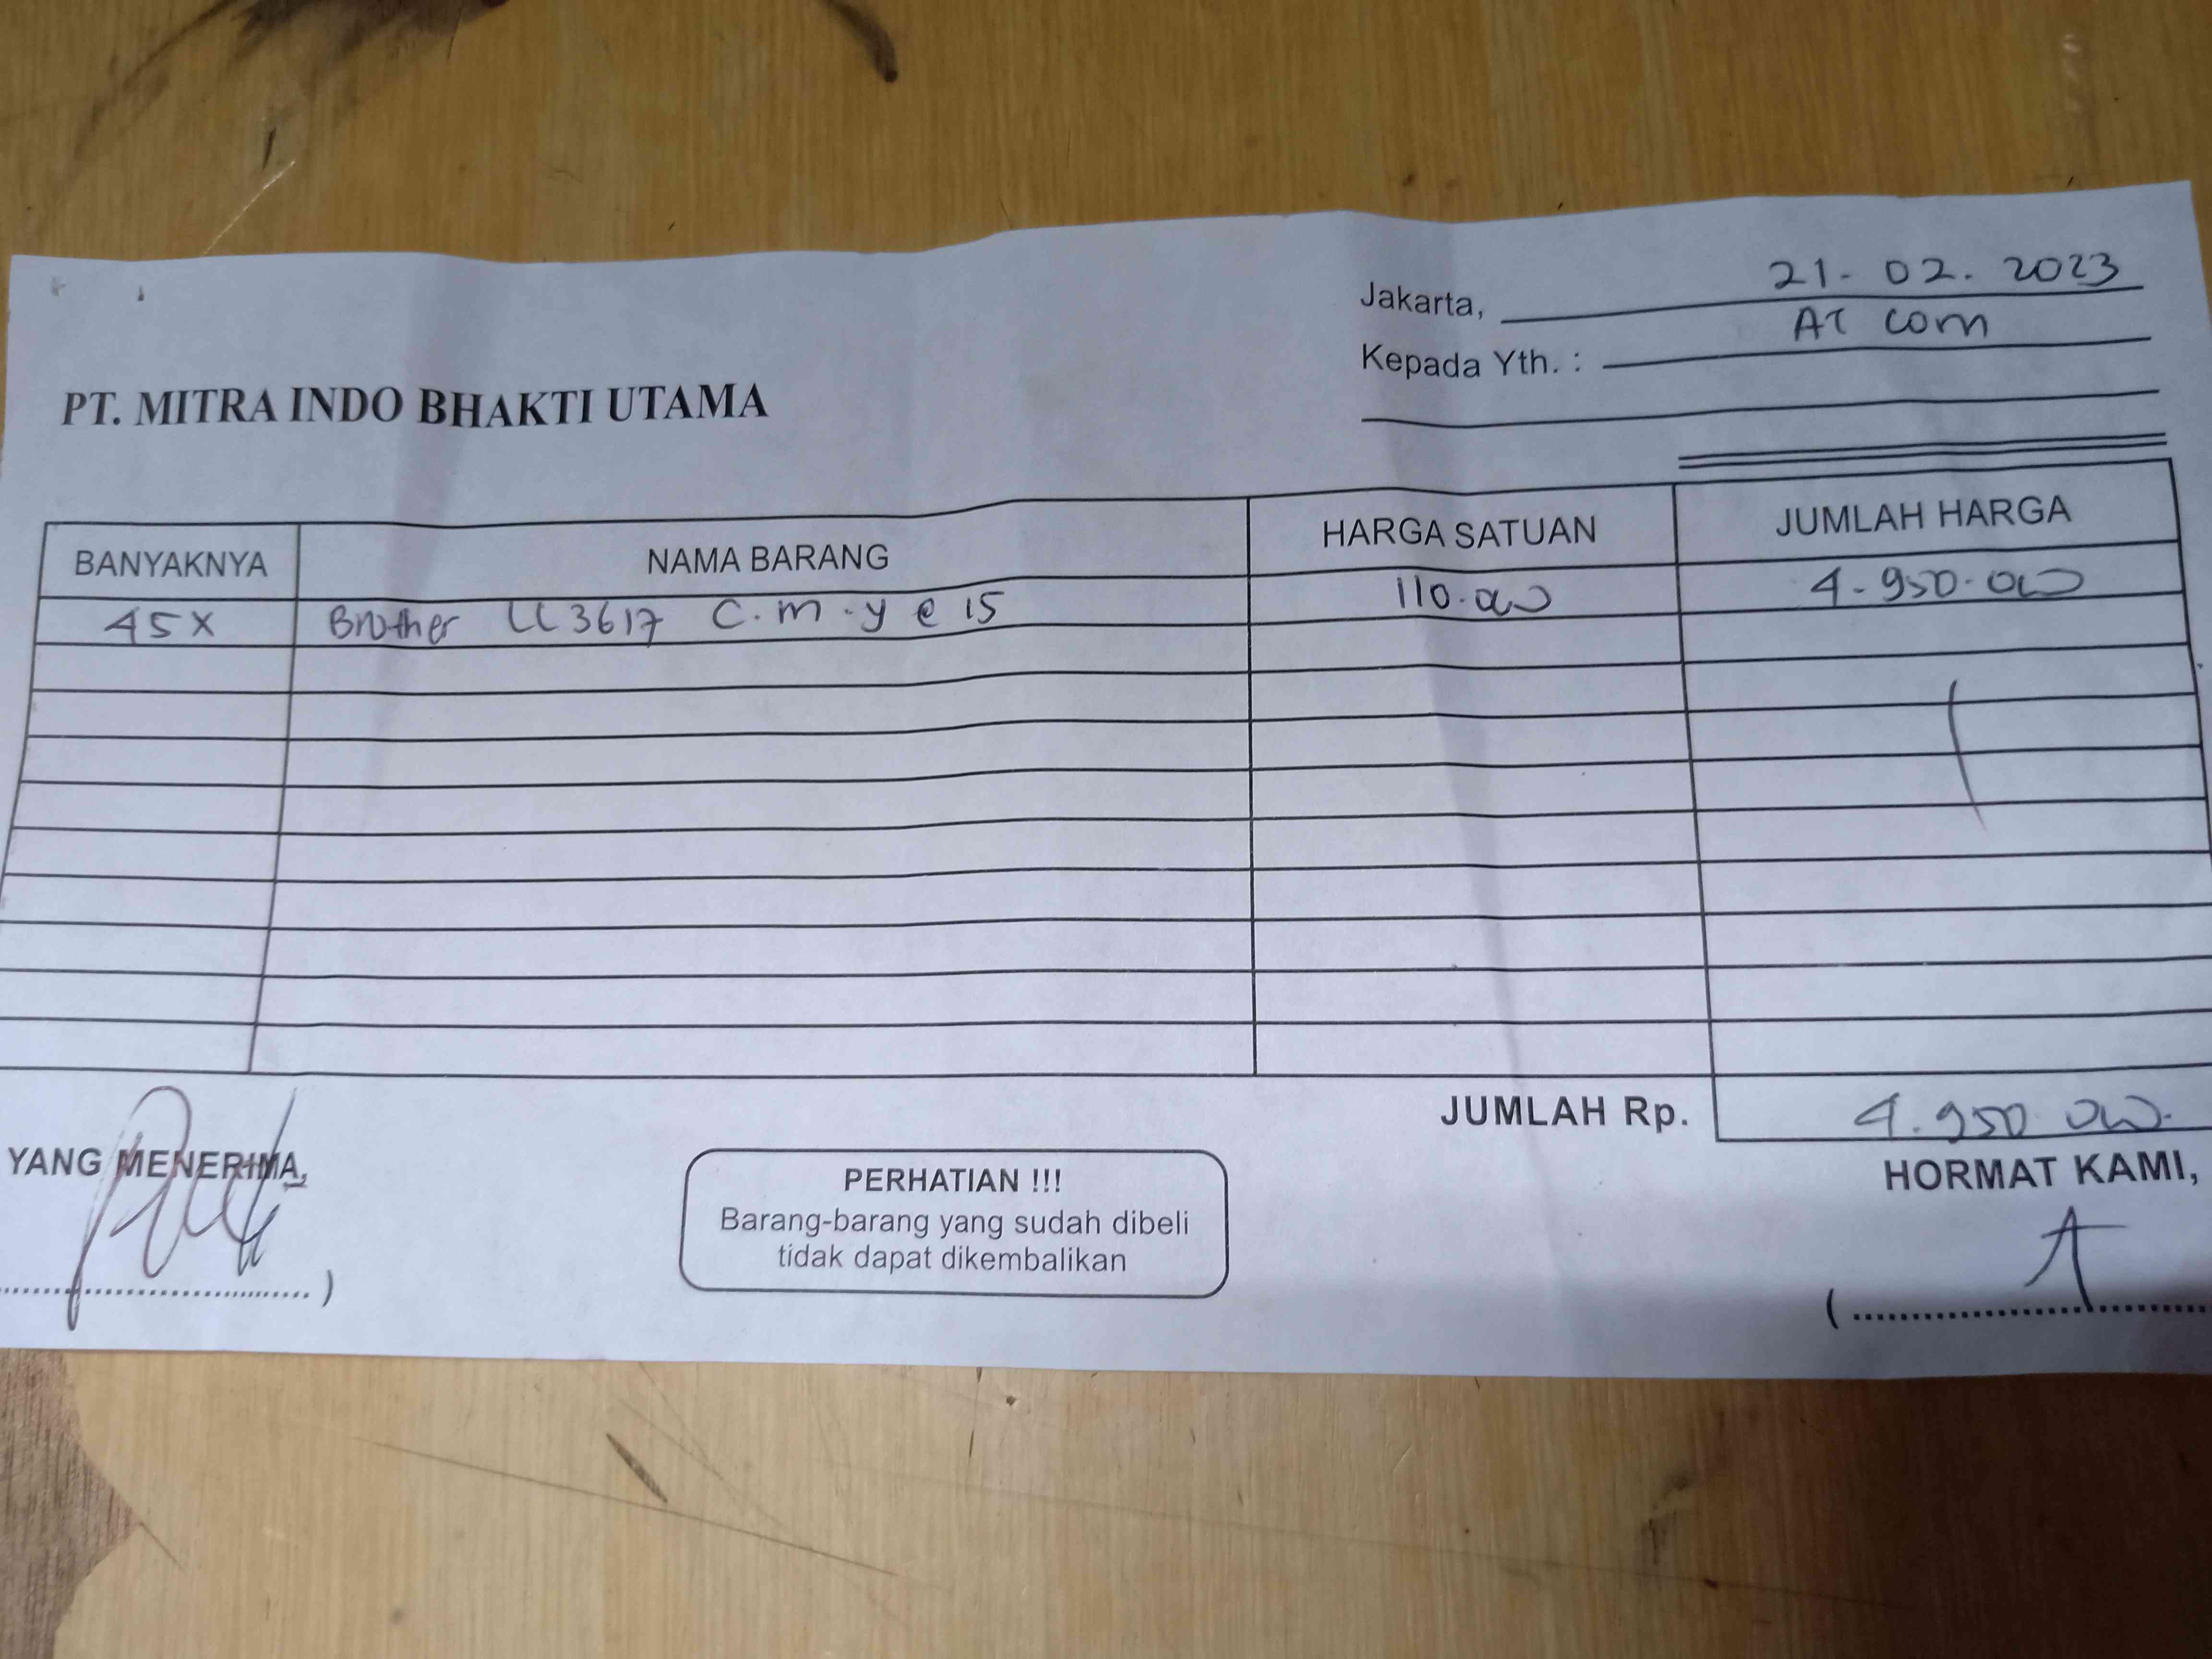 Jakarta, 21-02.2023
Kepada Yth. : AT com
PT. MITRA INDO BHAKTI UTAMA
BANYAKNYA NAMA BARANG HARGA SATUAN JUMLAH HARGA
45X Brother LC3617 C.m.y @ 15 110.000 4.950.000
JUMLAH Rp. 4.950.000
YANG MENERIMA, HORMAT KAMI,
PERHATIAN !!!
Barang-barang yang sudah dibeli
tidak dapat dikembalikan